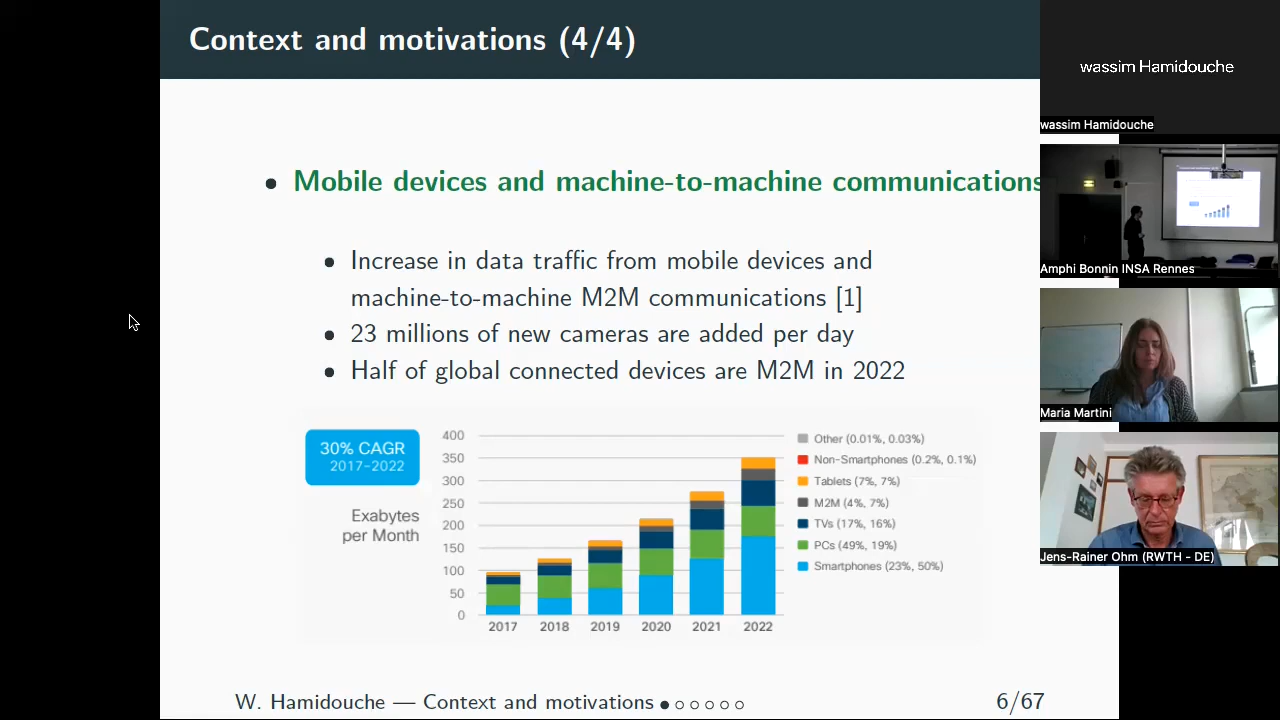 Context and motivations (4/4)
• Mobile devices and machine-to-machine communications
• Increase in data traffic from mobile devices and
machine-to-machine M2M communications [1]
• 23 millions of new cameras are added per day
• Half of global connected devices are M2M in 2022
30% CAGR
2017-2022
Exabytes
per Month
400
350
300
250
200
150
100
50
0
2017 2018 2019 2020 2021 2022
Other (0.01%, 0.03%)
Non-Smartphones (0.2%, 0.1%)
Tablets (7%, 7%)
M2M (4%, 7%)
TVs (17%, 16%)
PCs (49%, 19%)
Smartphones (23%, 50%)
W. Hamidouche — Context and motivations
6/67
wassim Hamidouche
wassim Hamidouche
Amphi Bonnin INSA Rennes
Maria Martini
Jens-Rainer Ohm (RWTH - DE)